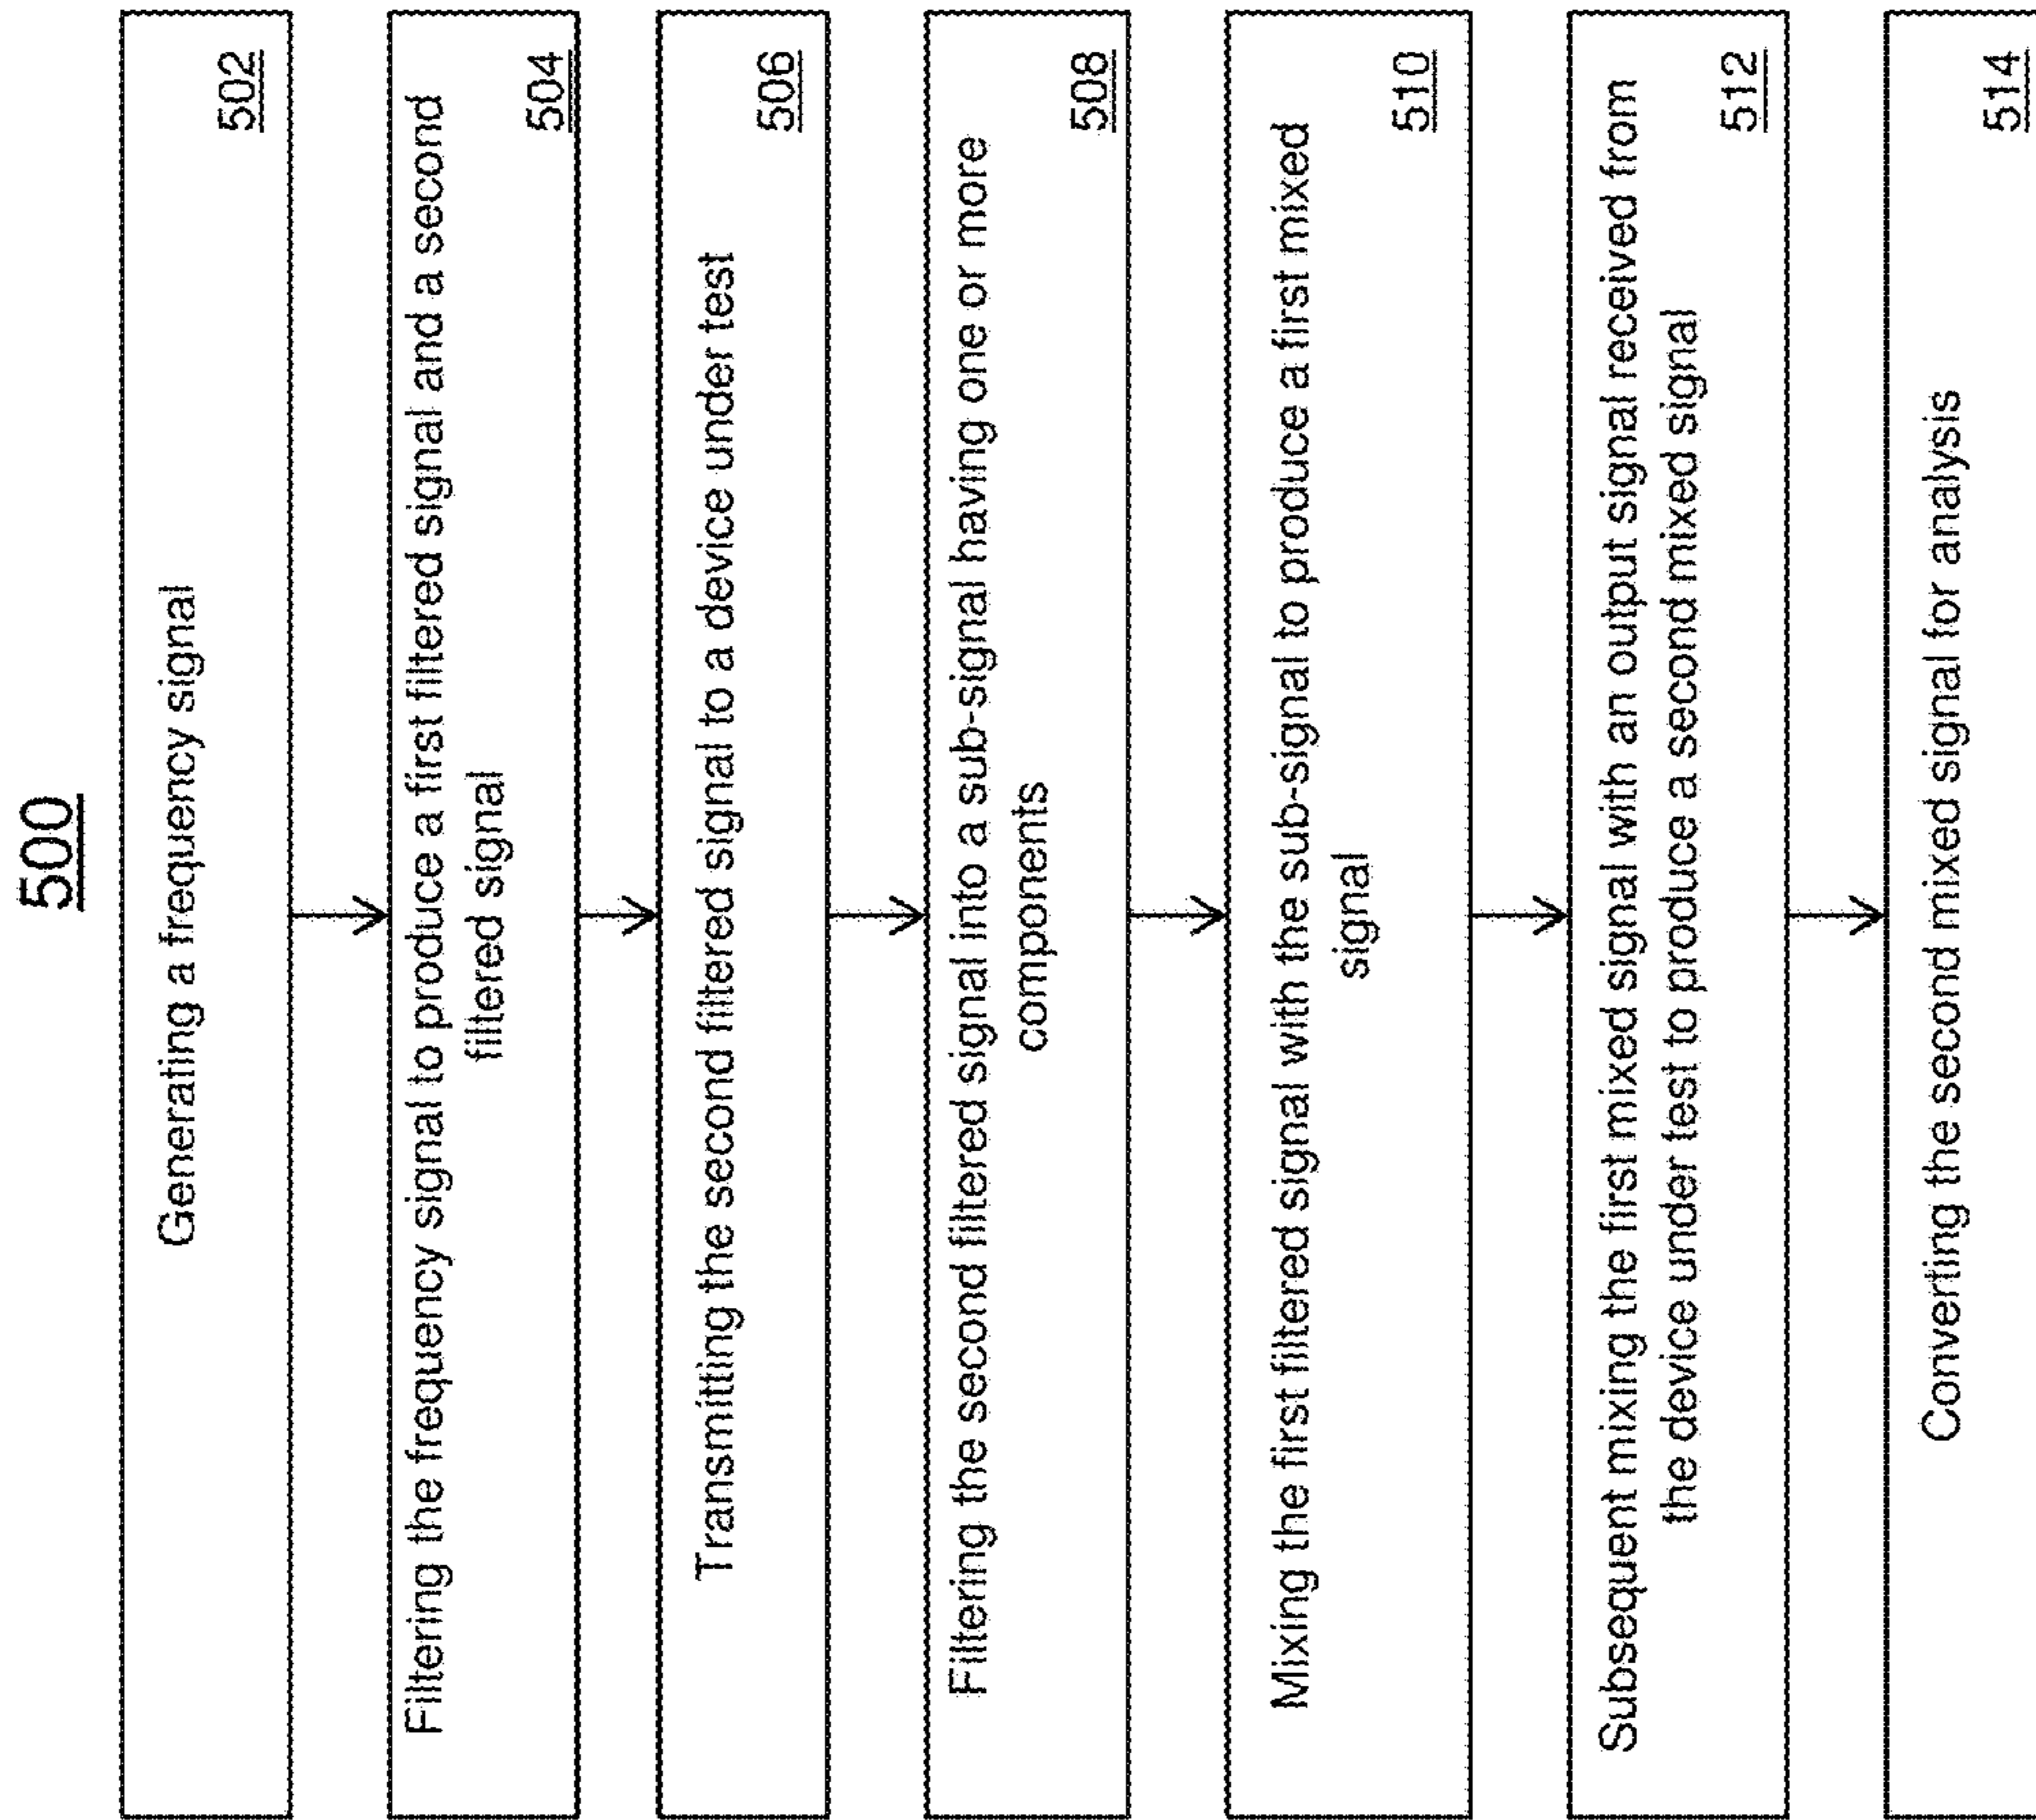 500
Generating a frequency signal
502
Filtering the frequency signal to produce a first filtered signal and a second
filtered signal
504
Transmitting the second filtered signal to a device under test
506
Filtering the second filtered signal into a sub-signal having one or more
components
508
Mixing the first filtered signal with the sub-signal to produce a first mixed
signal
510
Subsequent mixing the first mixed signal with an output signal received from
the device under test to produce a second mixed signal
512
Converting the second mixed signal for analysis
514